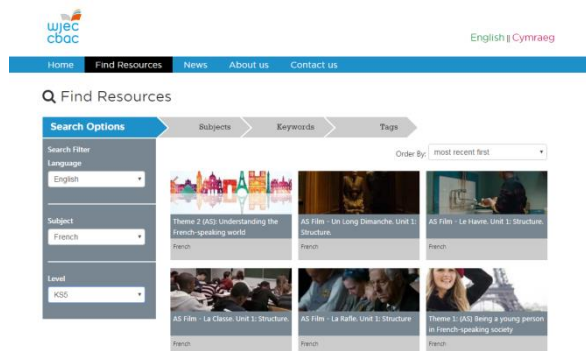 wjec
cbac
English || Cymraeg
Home Find Resources News About us Contact us
Find Resources
Search Options Subjects Keywords Tags
Search Filter
Order By: most recent first
Language
English
Subject
French
Level
KS5
Theme 2 (AS): Understanding the
French-speaking world
French
AS Film - Un Long Dimanche. Unit 1:
Structure.
French
AS Film - Le Havre. Unit 1: Structure.
French
AS Film - La Classe. Unit 1: Structure.
French
AS Film - La Rafle. Unit 1: Structure
French
Theme 1: (AS) Being a young person
in French-speaking society
French